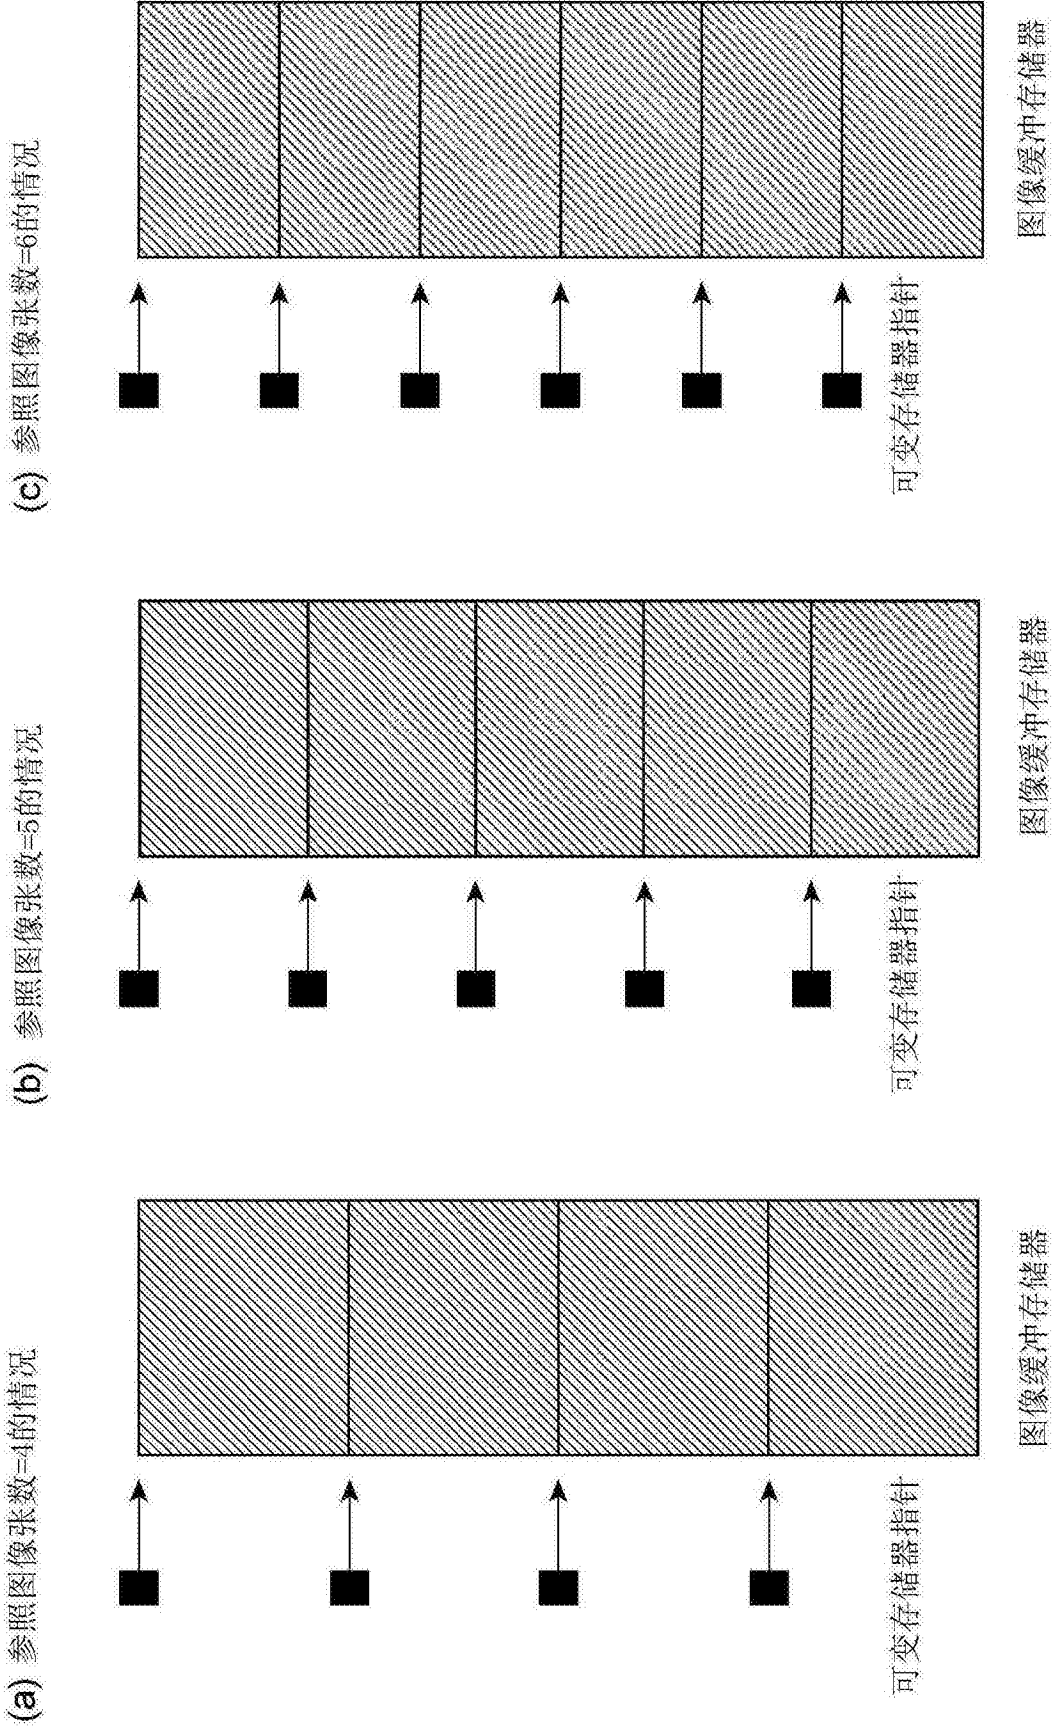 (a) 参照图像张数=4的情况
可变存储器指针
图像缓冲存储器
(b) 参照图像张数=5的情况
可变存储器指针
图像缓冲存储器
(c) 参照图像张数=6的情况
可变存储器指针
图像缓冲存储器